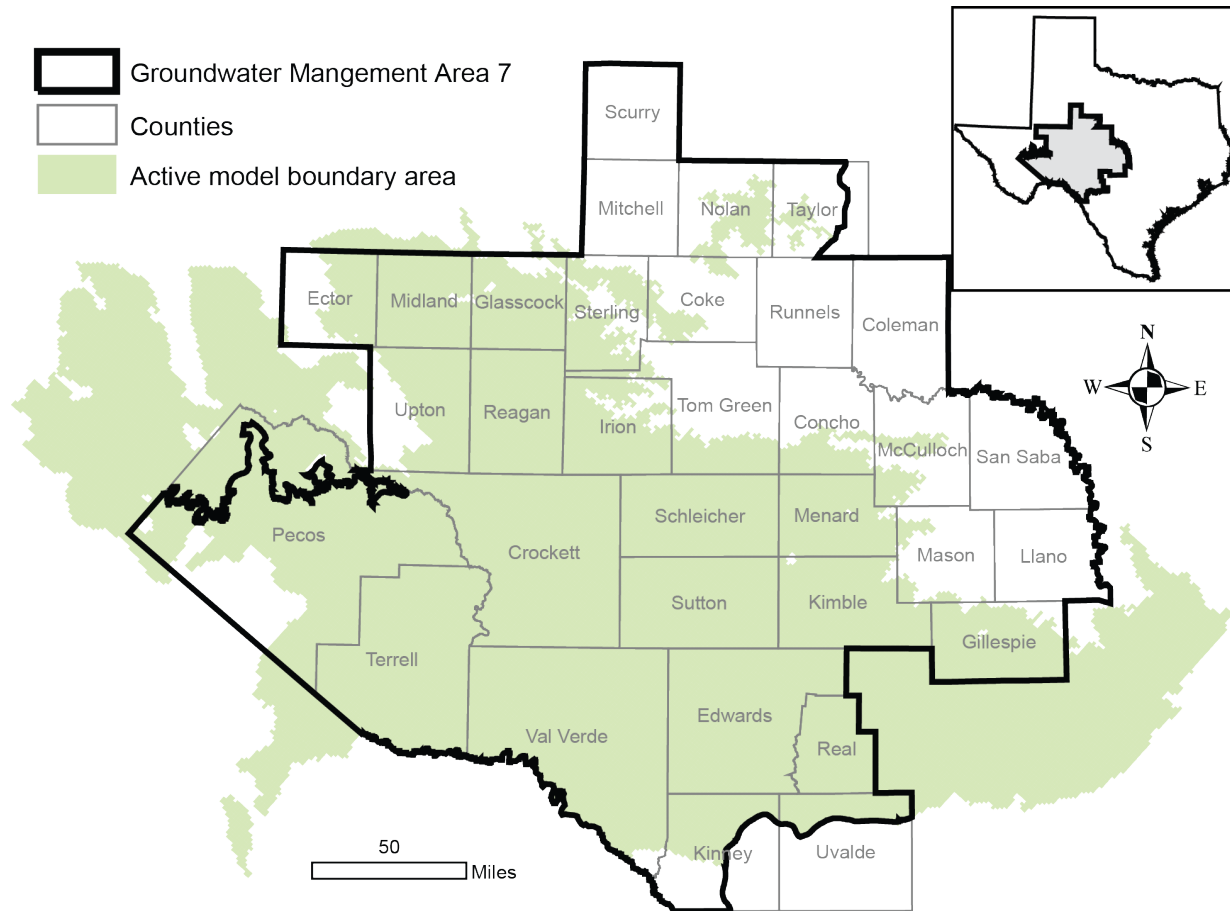 Groundwater Mangement Area 7
Counties
Active model boundary area
Scurry
Mitchell
Nolan
Taylor
Ector
Midland
Glasscock
Sterling
Coke
Runnels
Coleman
Upton
Reagan
Irion
Tom Green
Concho
McCulloch
San Saba
Pecos
Crockett
Schleicher
Menard
Mason
Llano
Sutton
Kimble
Gillespie
Terrell
Val Verde
Edwards
Real
Kinney
Uvalde
N
W
E
S
50
Miles